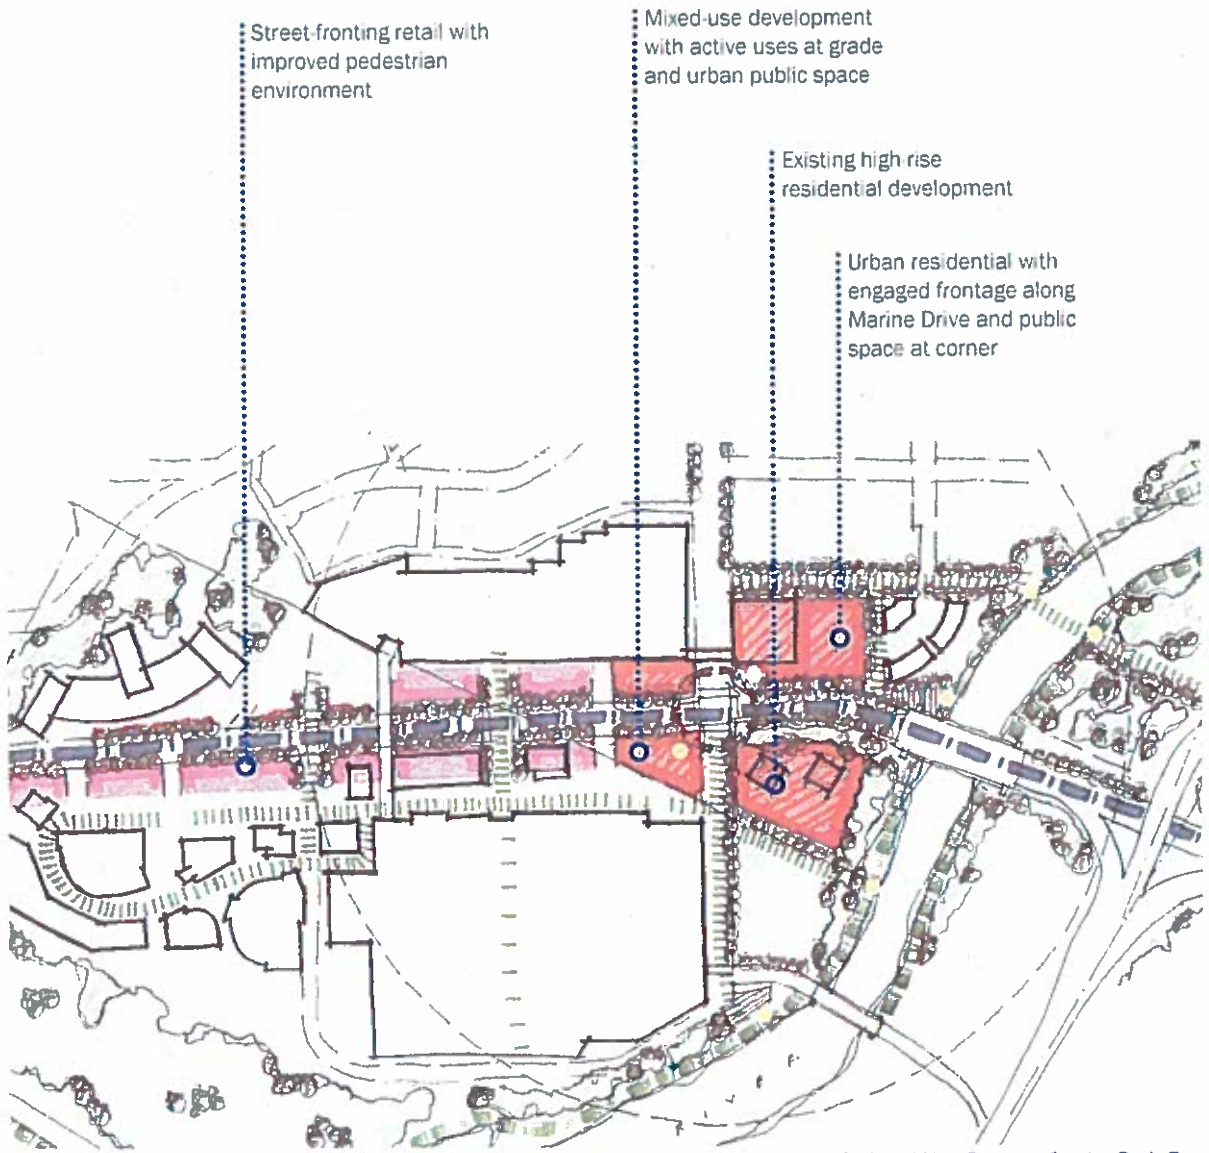 Street-fronting retail with
improved pedestrian
environment
Mixed-use development
with active uses at grade
and urban public space
Existing high-rise
residential development
Urban residential with
engaged frontage along
Marine Drive and public
space at corner